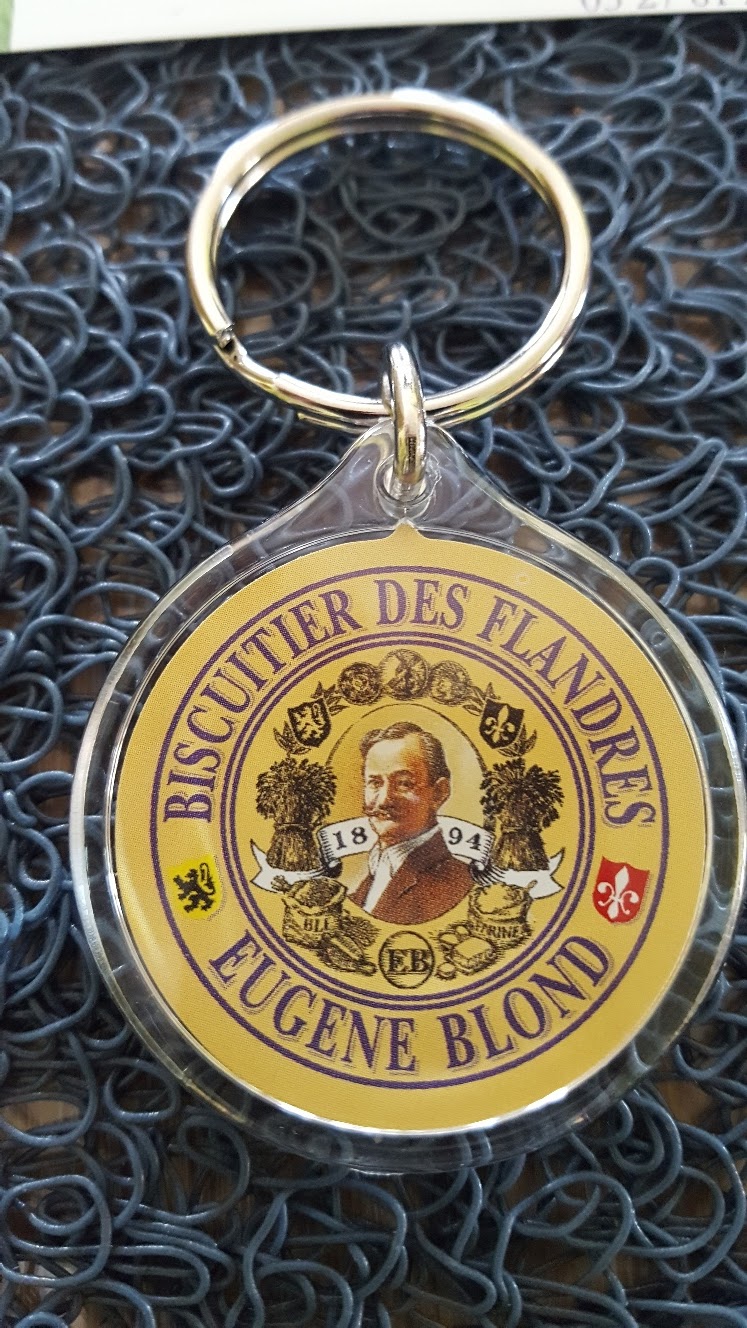 BISCUITIER DES FLANDRES
18 94
BLE
FARINE
EB
EUGENE BLOND